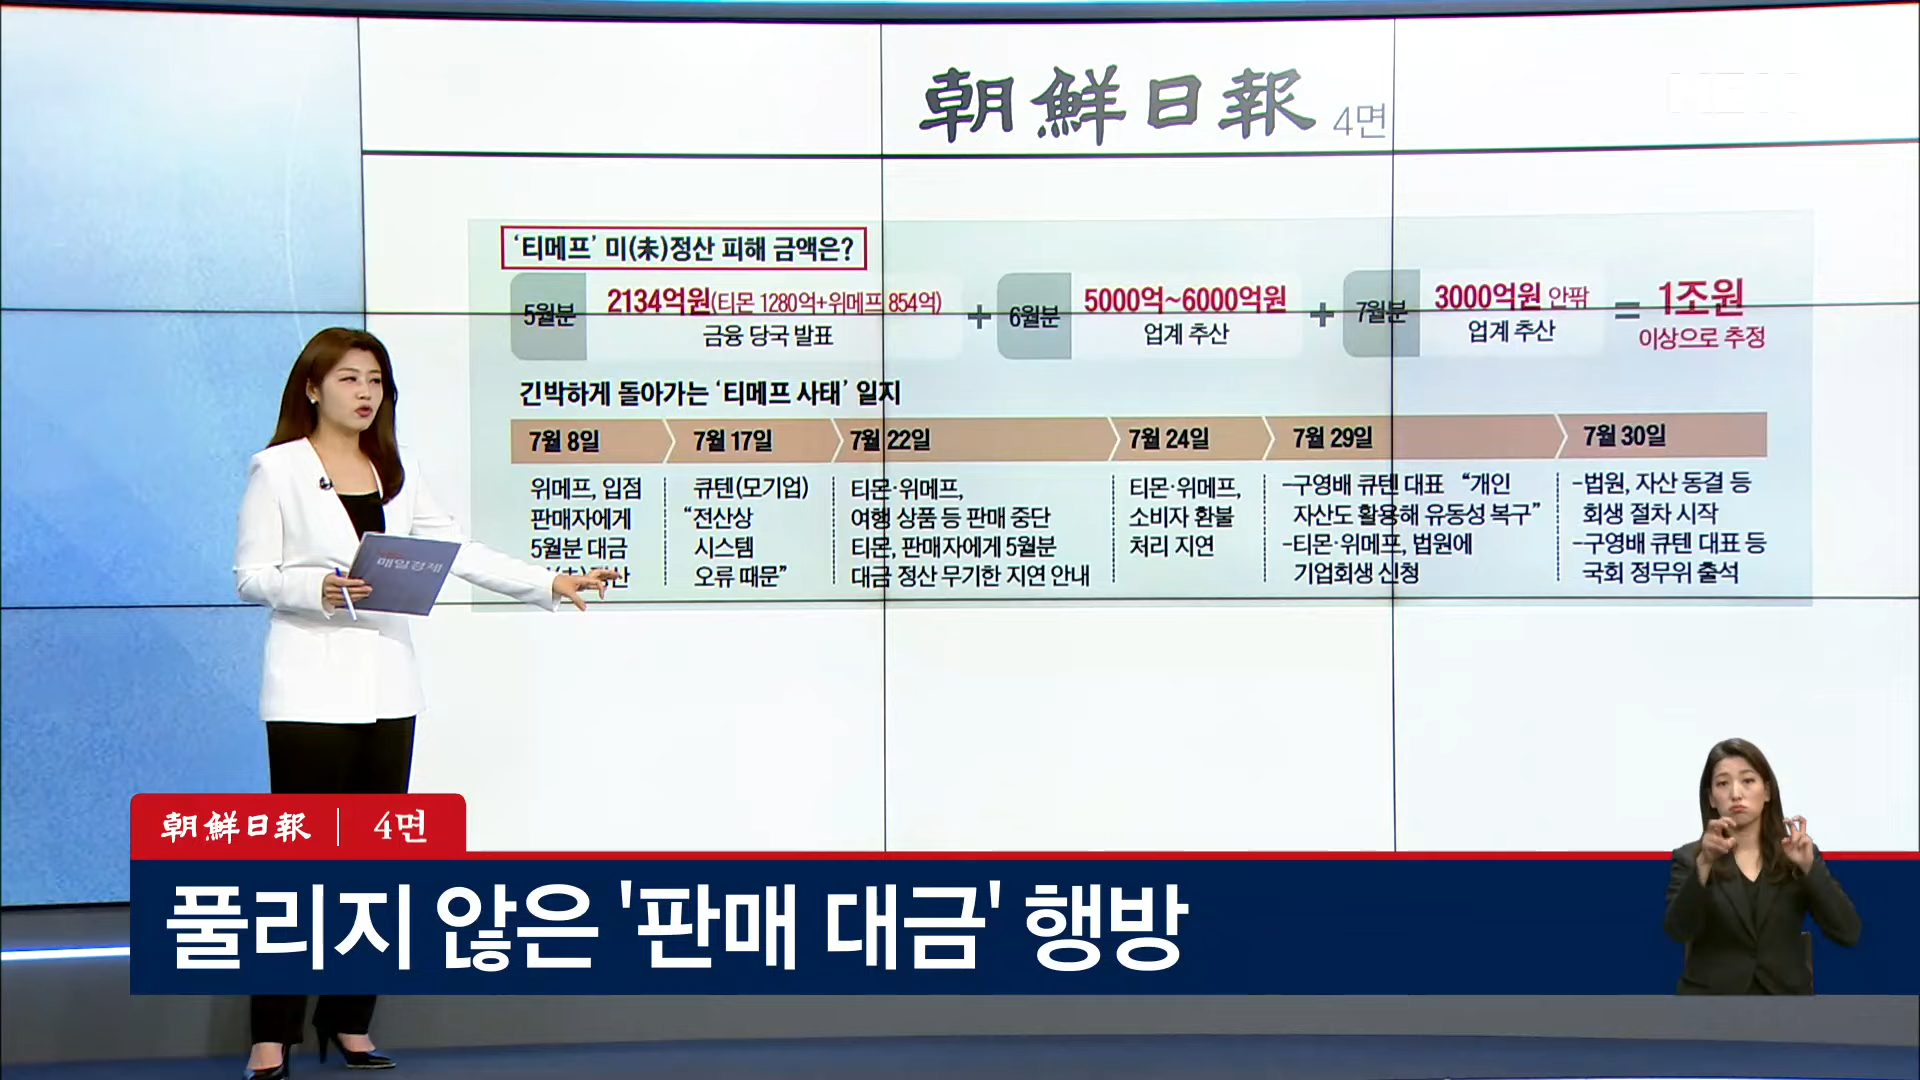 朝鮮日報 4면
‘티메프’ 미(未)정산 피해 금액은?
5월분
2134억원(티몬 1280억+위메프 854억)
금융 당국 발표
+
6월분
5000억~6000억원
업계 추산
+
7월분
3000억원 안팎
업계 추산
=
1조원
이상으로 추정
긴박하게 돌아가는 ‘티메프 사태’ 일지
7월 8일
위메프, 입점
판매자에게
5월분 대금
7월 17일
큐텐(모기업)
“전산상
시스템
오류 때문”
7월 22일
티몬·위메프,
여행 상품 등 판매 중단
티몬, 판매자에게 5월분
대금 정산 무기한 지연 안내
7월 24일
티몬·위메프,
소비자 환불
처리 지연
7월 29일
-구영배 큐텐 대표 “개인
자산도 활용해 유동성 복구”
-티몬·위메프, 법원에
기업회생 신청
7월 30일
-법원, 자산 동결 등
회생 절차 시작
-구영배 큐텐 대표 등
국회 정무위 출석
매일경제
朝鮮日報 | 4면
풀리지 않은 '판매 대금' 행방